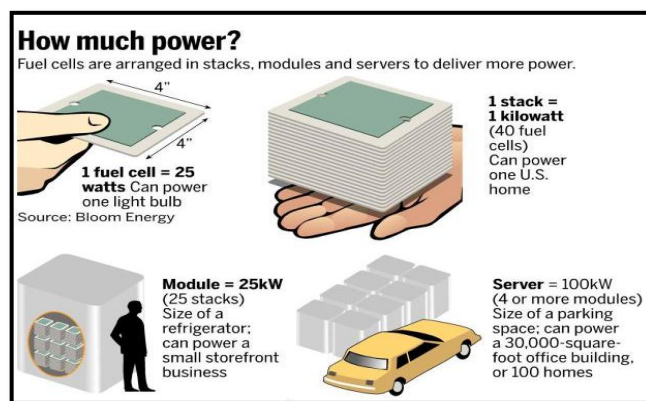 How much power?
Fuel cells are arranged in stacks, modules and servers to deliver more power.
4"
4"
1 fuel cell = 25
watts Can power
one light bulb
Source: Bloom Energy
1 stack =
1 kilowatt
(40 fuel
cells)
Can power
one U.S.
home
Module = 25kW
(25 stacks)
Size of a
refrigerator;
can power a
small storefront
business
Server = 100kW
(4 or more modules)
Size of a parking
space; can power
a 30,000-square-
foot office building,
or 100 homes